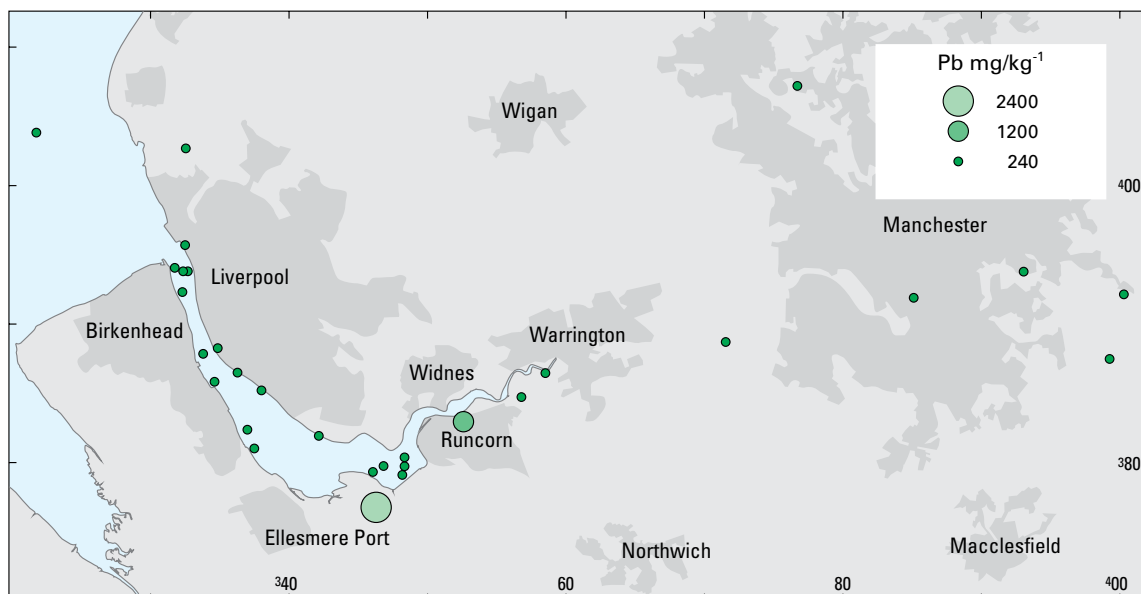 Pb mg/kg⁻¹
2400
1200
240
Wigan
⁴00
Manchester
Liverpool
Birkenhead
Warrington
Widnes
Runcorn
³80
Ellesmere Port
Northwich
Macclesfield
³40
60
80
⁴00